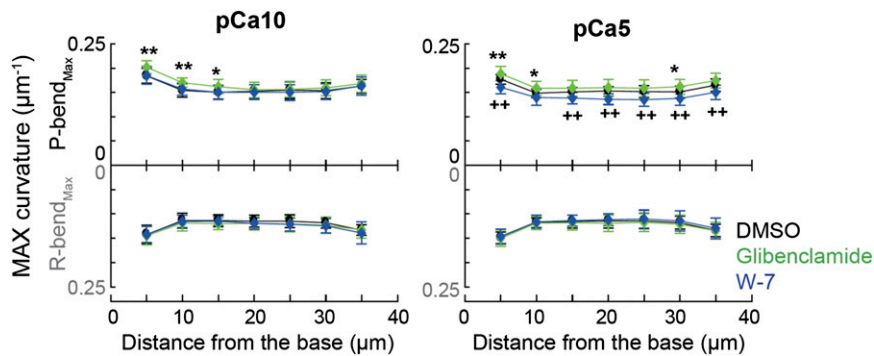 pCa10
pCa5
MAX curvature (µm⁻¹)
P-bendMax
R-bendMax
0.25
0
0.25
** ** *
0.25
0
0
0.25
** * *
++ ++ ++ ++ ++ ++
DMSO
Glibenclamide
W-7
0 10 20 30 40
0 10 20 30 40
Distance from the base (µm)
Distance from the base (µm)